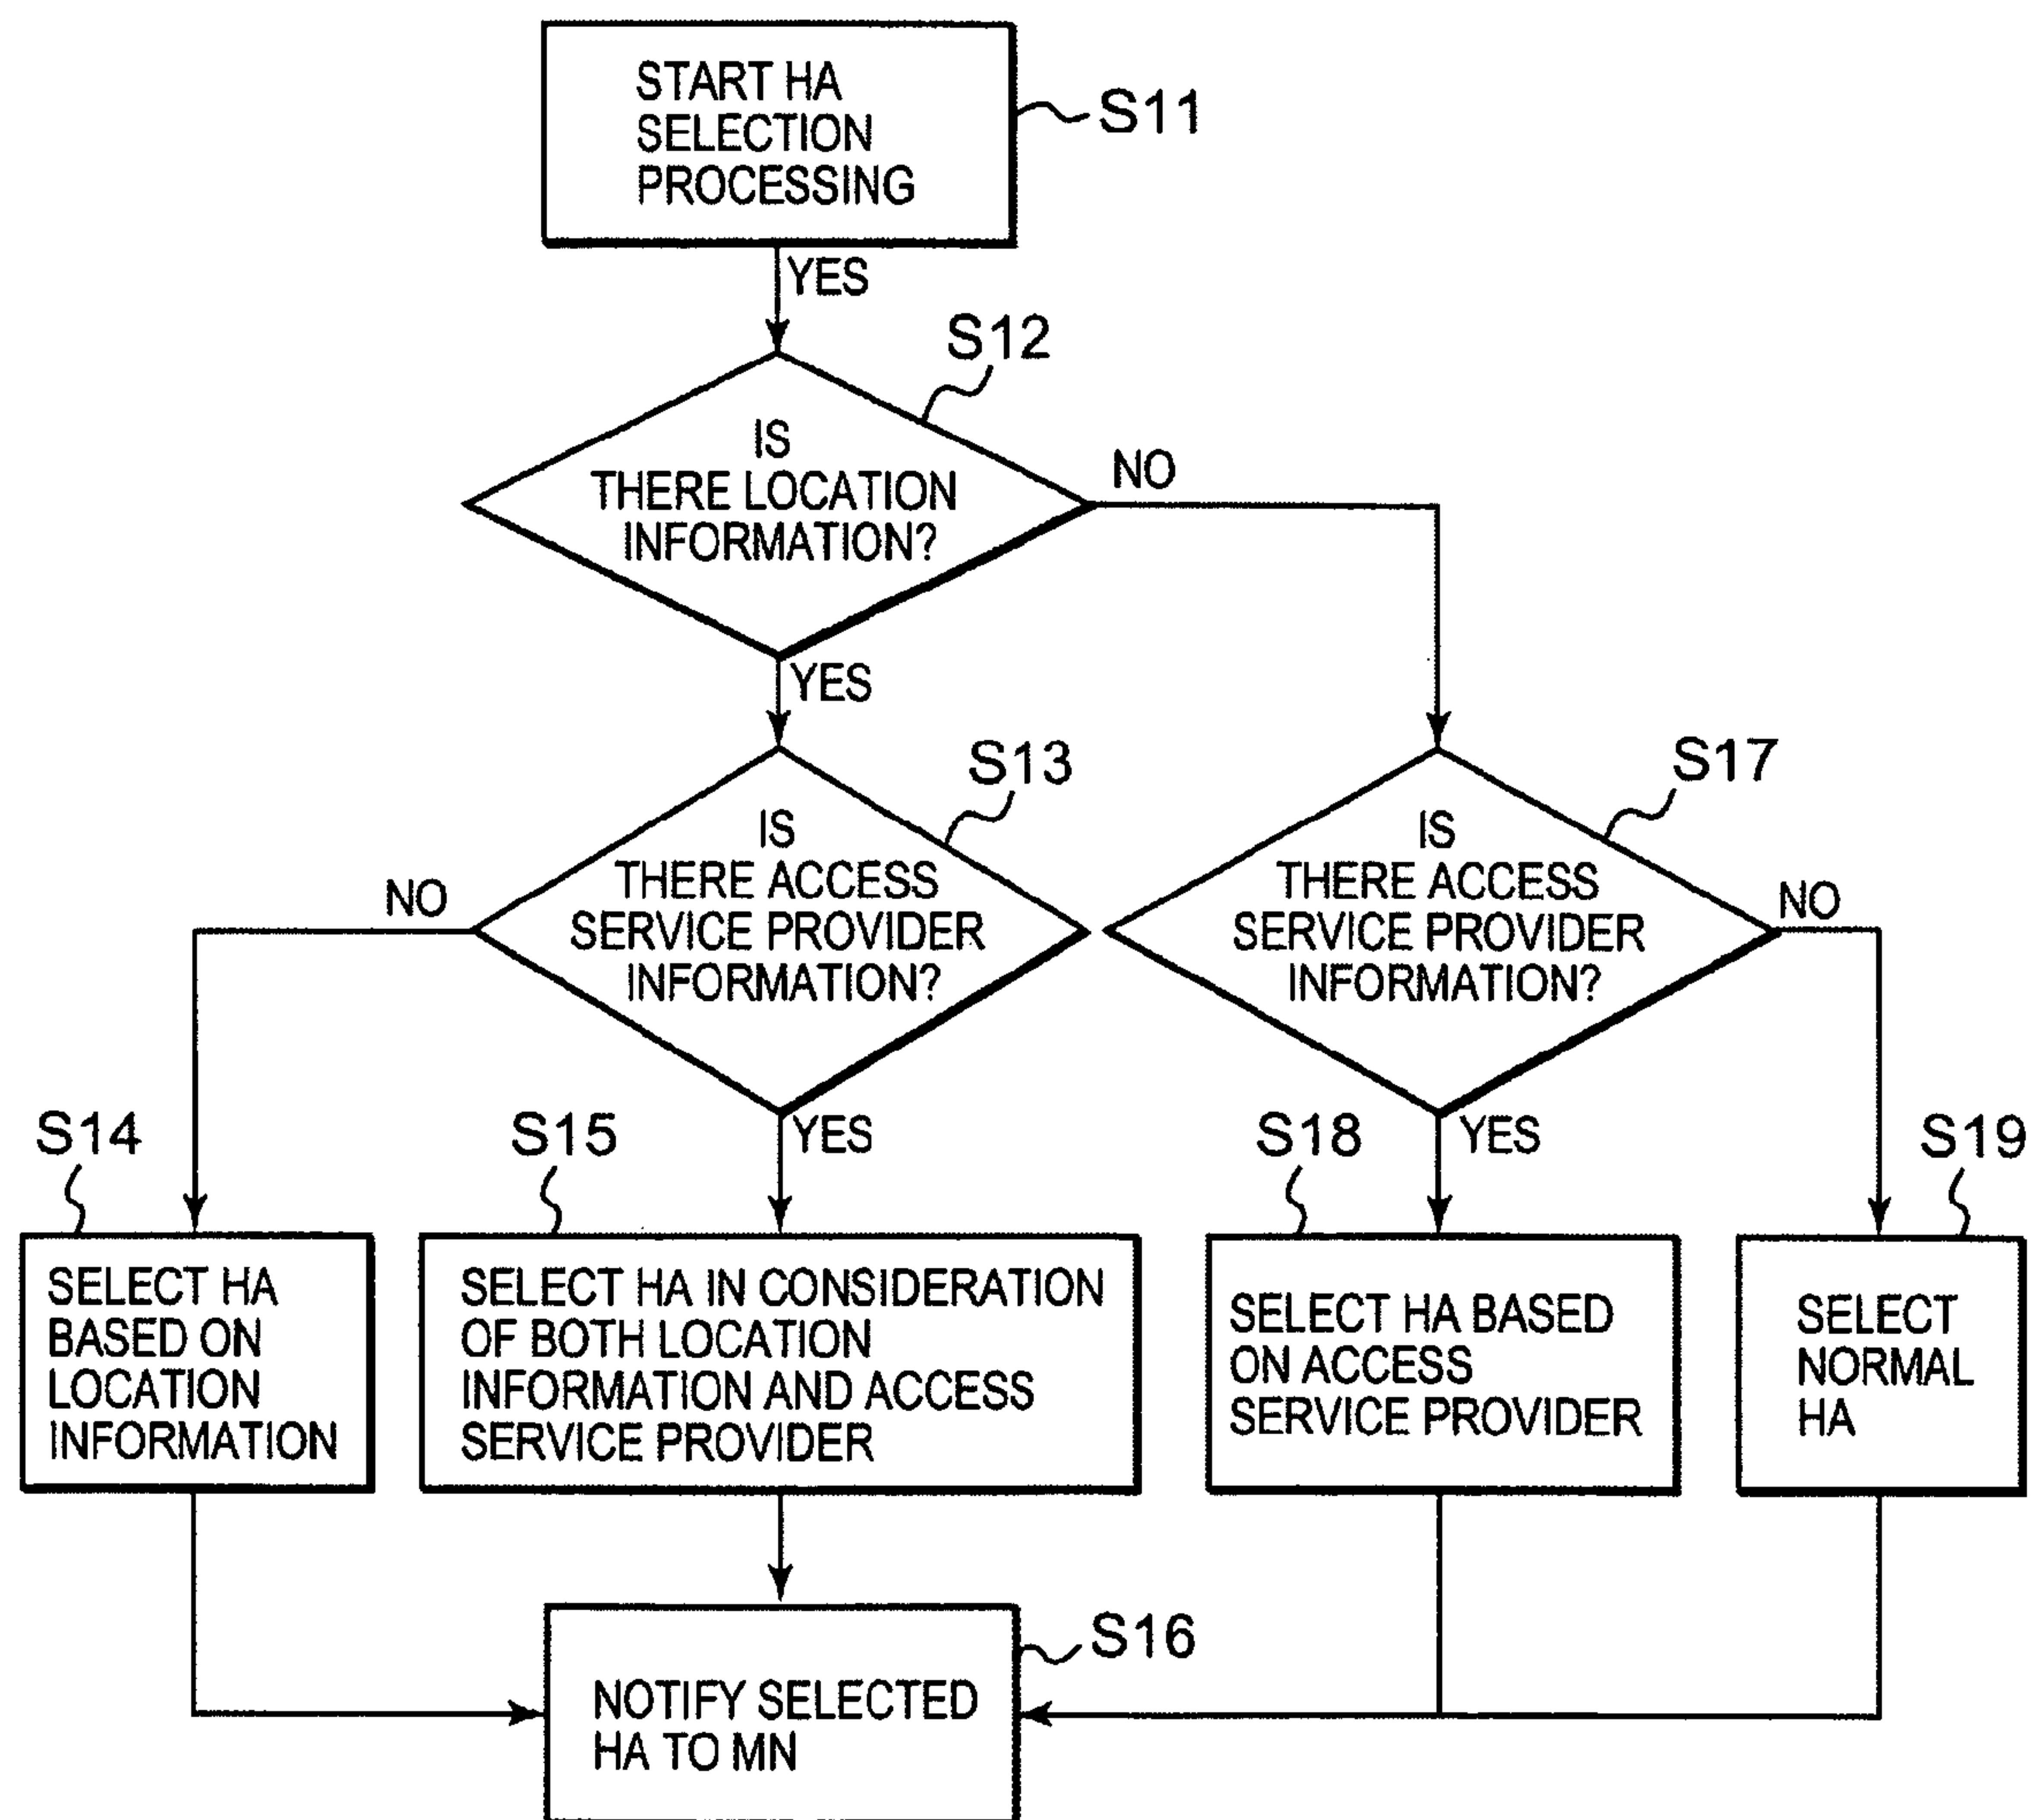 START HA
SELECTION
PROCESSING
S11
YES
S12
IS
THERE LOCATION
INFORMATION?
NO
YES
S13
IS
THERE ACCESS
SERVICE PROVIDER
INFORMATION?
NO
YES
S17
IS
THERE ACCESS
SERVICE PROVIDER
INFORMATION?
NO
YES
S14
SELECT HA
BASED ON
LOCATION
INFORMATION
S15
SELECT HA IN CONSIDERATION
OF BOTH LOCATION
INFORMATION AND ACCESS
SERVICE PROVIDER
S18
SELECT HA BASED
ON ACCESS
SERVICE PROVIDER
S19
SELECT
NORMAL
HA
S16
NOTIFY SELECTED
HA TO MN